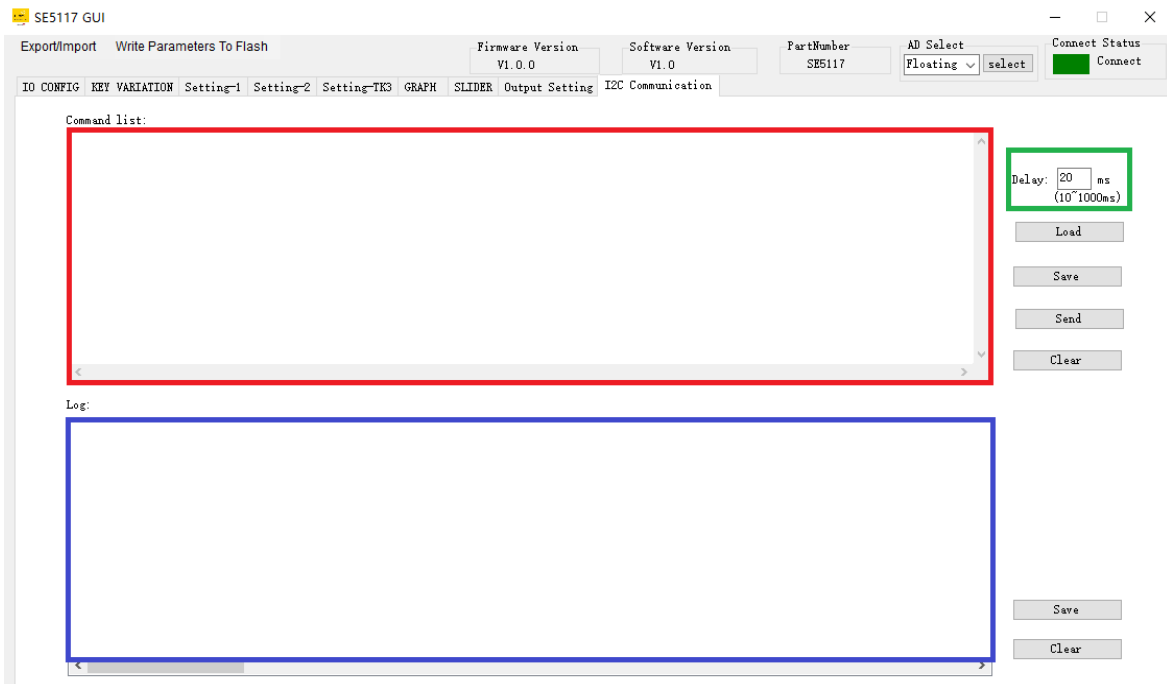 SE5117 GUI
Export/Import Write Parameters To Flash
Firmware Version
V1.0.0
Software Version
V1.0
PartNumber
SE5117
AD Select
Floating select
Connect Status
Connect
IO CONFIG KEY VARIATION Setting-1 Setting-2 Setting-TK3 GRAPH SLIDER Output Setting I2C Communication
Command list:
Delay: 20 ms
(10~1000ms)
Load
Save
Send
Clear
Log:
Save
Clear